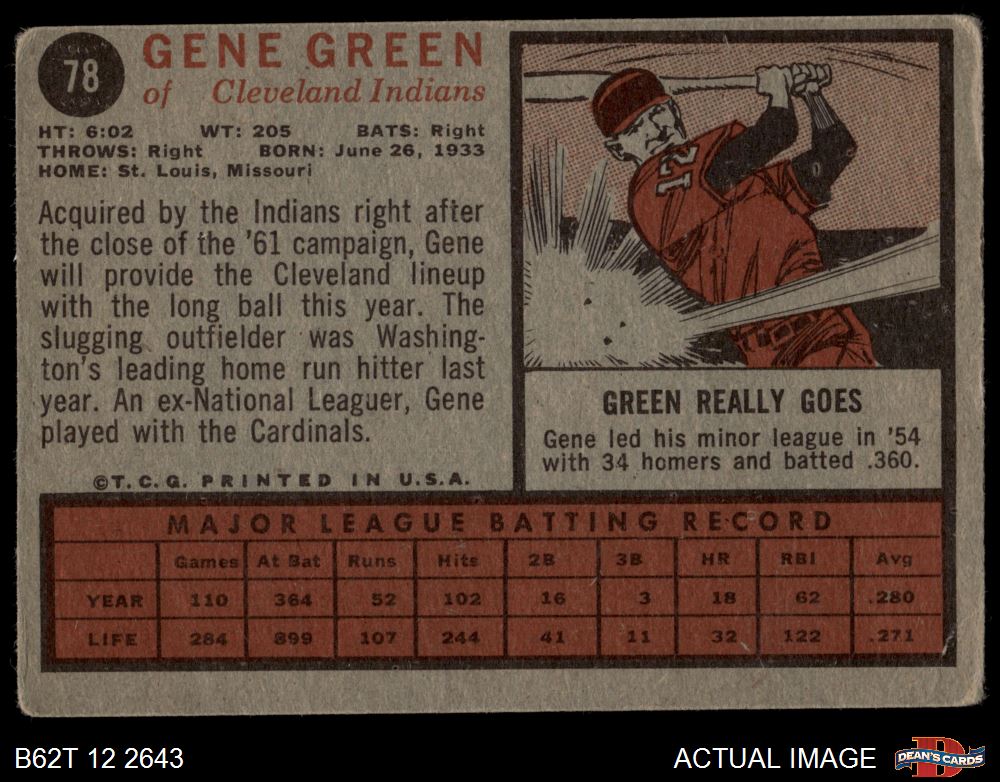 78
GENE GREEN
of Cleveland Indians
HT: 6:02 WT: 205 BATS: Right
THROWS: Right BORN: June 26, 1933
HOME: St. Louis, Missouri
Acquired by the Indians right after
the close of the '61 campaign, Gene
will provide the Cleveland lineup
with the long ball this year. The
slugging outfielder was Washing-
ton's leading home run hitter last
year. An ex-National Leaguer, Gene
played with the Cardinals.
©T.C.G. PRINTED IN U.S.A.
12
GREEN REALLY GOES
Gene led his minor league in '54
with 34 homers and batted .360.
MAJOR LEAGUE BATTING RECORD
Games At Bat Runs Hits 2B 3B HR RBI Avg
YEAR 110 364 52 102 16 3 18 62 .280
LIFE 284 899 107 244 41 11 32 122 .271
B62T 12 2643
ACTUAL IMAGE
D
DEAN'S CARDS